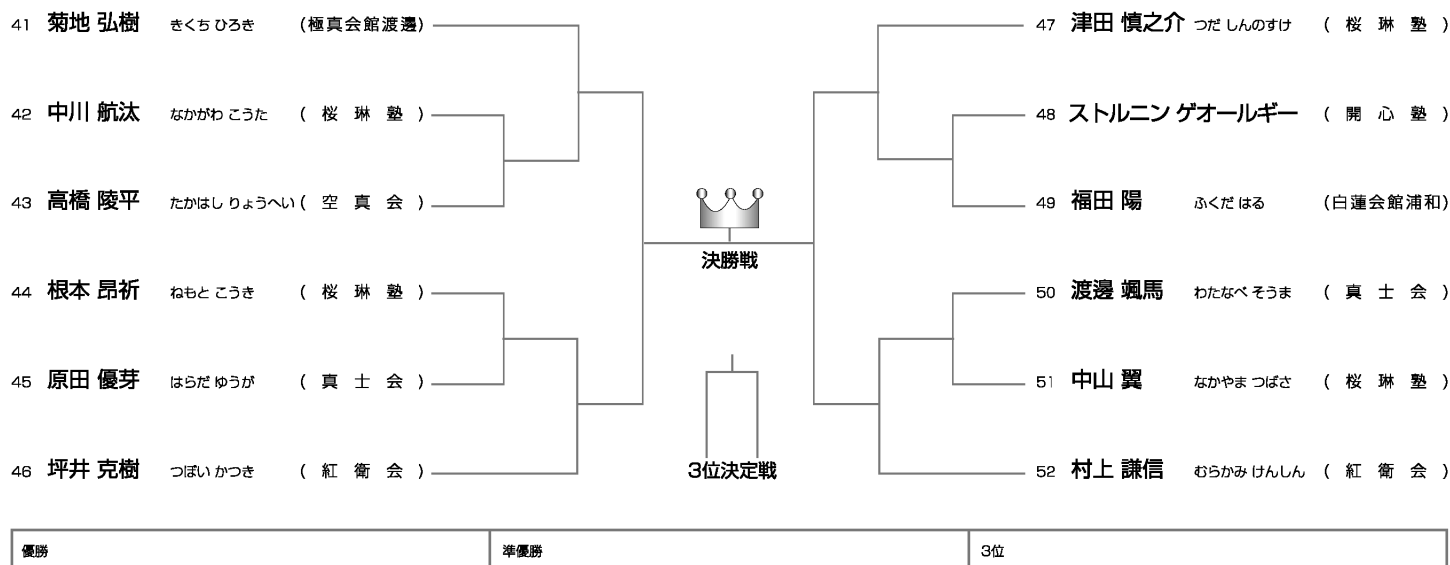 41 菊地 弘樹 きくち ひろき (極真会館渡邊)
42 中川 航汰 なかがわ こうた ( 桜 琳 塾 )
43 高橋 陵平 たかはし りょうへい ( 空 真 会 )
44 根本 昂祈 ねもと こうき ( 桜 琳 塾 )
45 原田 優芽 はらだ ゆうが ( 真 士 会 )
46 坪井 克樹 つぼい かつき ( 紅 衛 会 )
決勝戦
3位決定戦
47 津田 慎之介 つだ しんのすけ ( 桜 琳 塾 )
48 ストルニン ゲオールギー ( 開 心 塾 )
49 福田 陽 ふくだ はる (白蓮会館浦和)
50 渡邊 颯馬 わたなべ そうま ( 真 士 会 )
51 中山 翼 なかやま つばさ ( 桜 琳 塾 )
52 村上 謙信 むらかみ けんしん ( 紅 衛 会 )
優勝 準優勝 3位